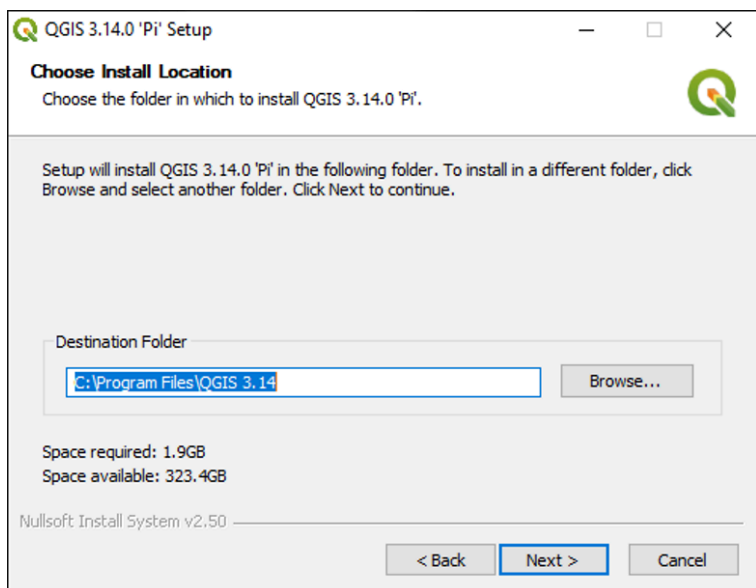 QGIS 3.14.0 'Pi' Setup
Choose Install Location
Choose the folder in which to install QGIS 3.14.0 'Pi'.
Setup will install QGIS 3.14.0 'Pi' in the following folder. To install in a different folder, click
Browse and select another folder. Click Next to continue.
Destination Folder
C:\Program Files\QGIS 3.14
Browse...
Space required: 1.9GB
Space available: 323.4GB
Nullsoft Install System v2.50
< Back
Next >
Cancel